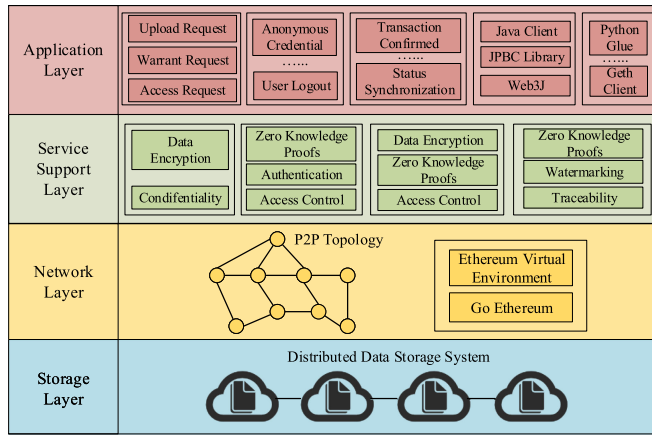 Application
Layer
Upload Request
Warrant Request
Access Request
Anonymous
Credential
......
User Logout
Transaction
Confirmed
......
Status
Synchronization
Java Client
JPBC Library
Web3J
Python
Glue
......
Geth
Client
Service
Support
Layer
Data
Encryption
Condifentiality
Zero Knowledge
Proofs
Authentication
Access Control
Data Encryption
Zero Knowledge
Proofs
Access Control
Zero Knowledge
Proofs
Watermarking
Traceability
Network
Layer
P2P Topology
Ethereum Virtual
Environment
Go Ethereum
Storage
Layer
Distributed Data Storage System